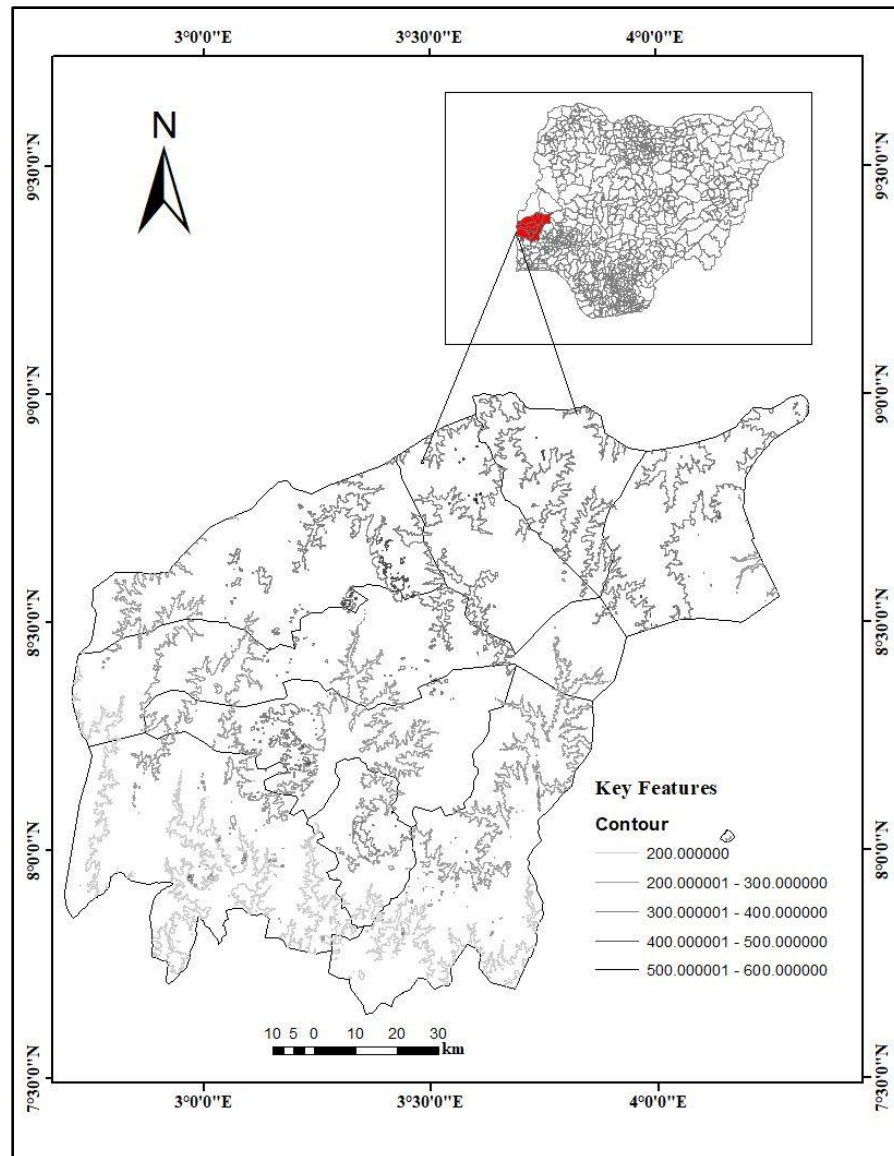 3°0'0"E 3°30'0"E 4°0'0"E
N
9°30'0"N 9°30'0"N
9°0'0"N 9°0'0"N
8°30'0"N 8°30'0"N
Key Features
Contour
8°0'0"N 8°0'0"N
200.000000
200.000001 - 300.000000
300.000001 - 400.000000
400.000001 - 500.000000
500.000001 - 600.000000
10 5 0 10 20 30
km
7°30'0"N 7°30'0"N
3°0'0"E 3°30'0"E 4°0'0"E